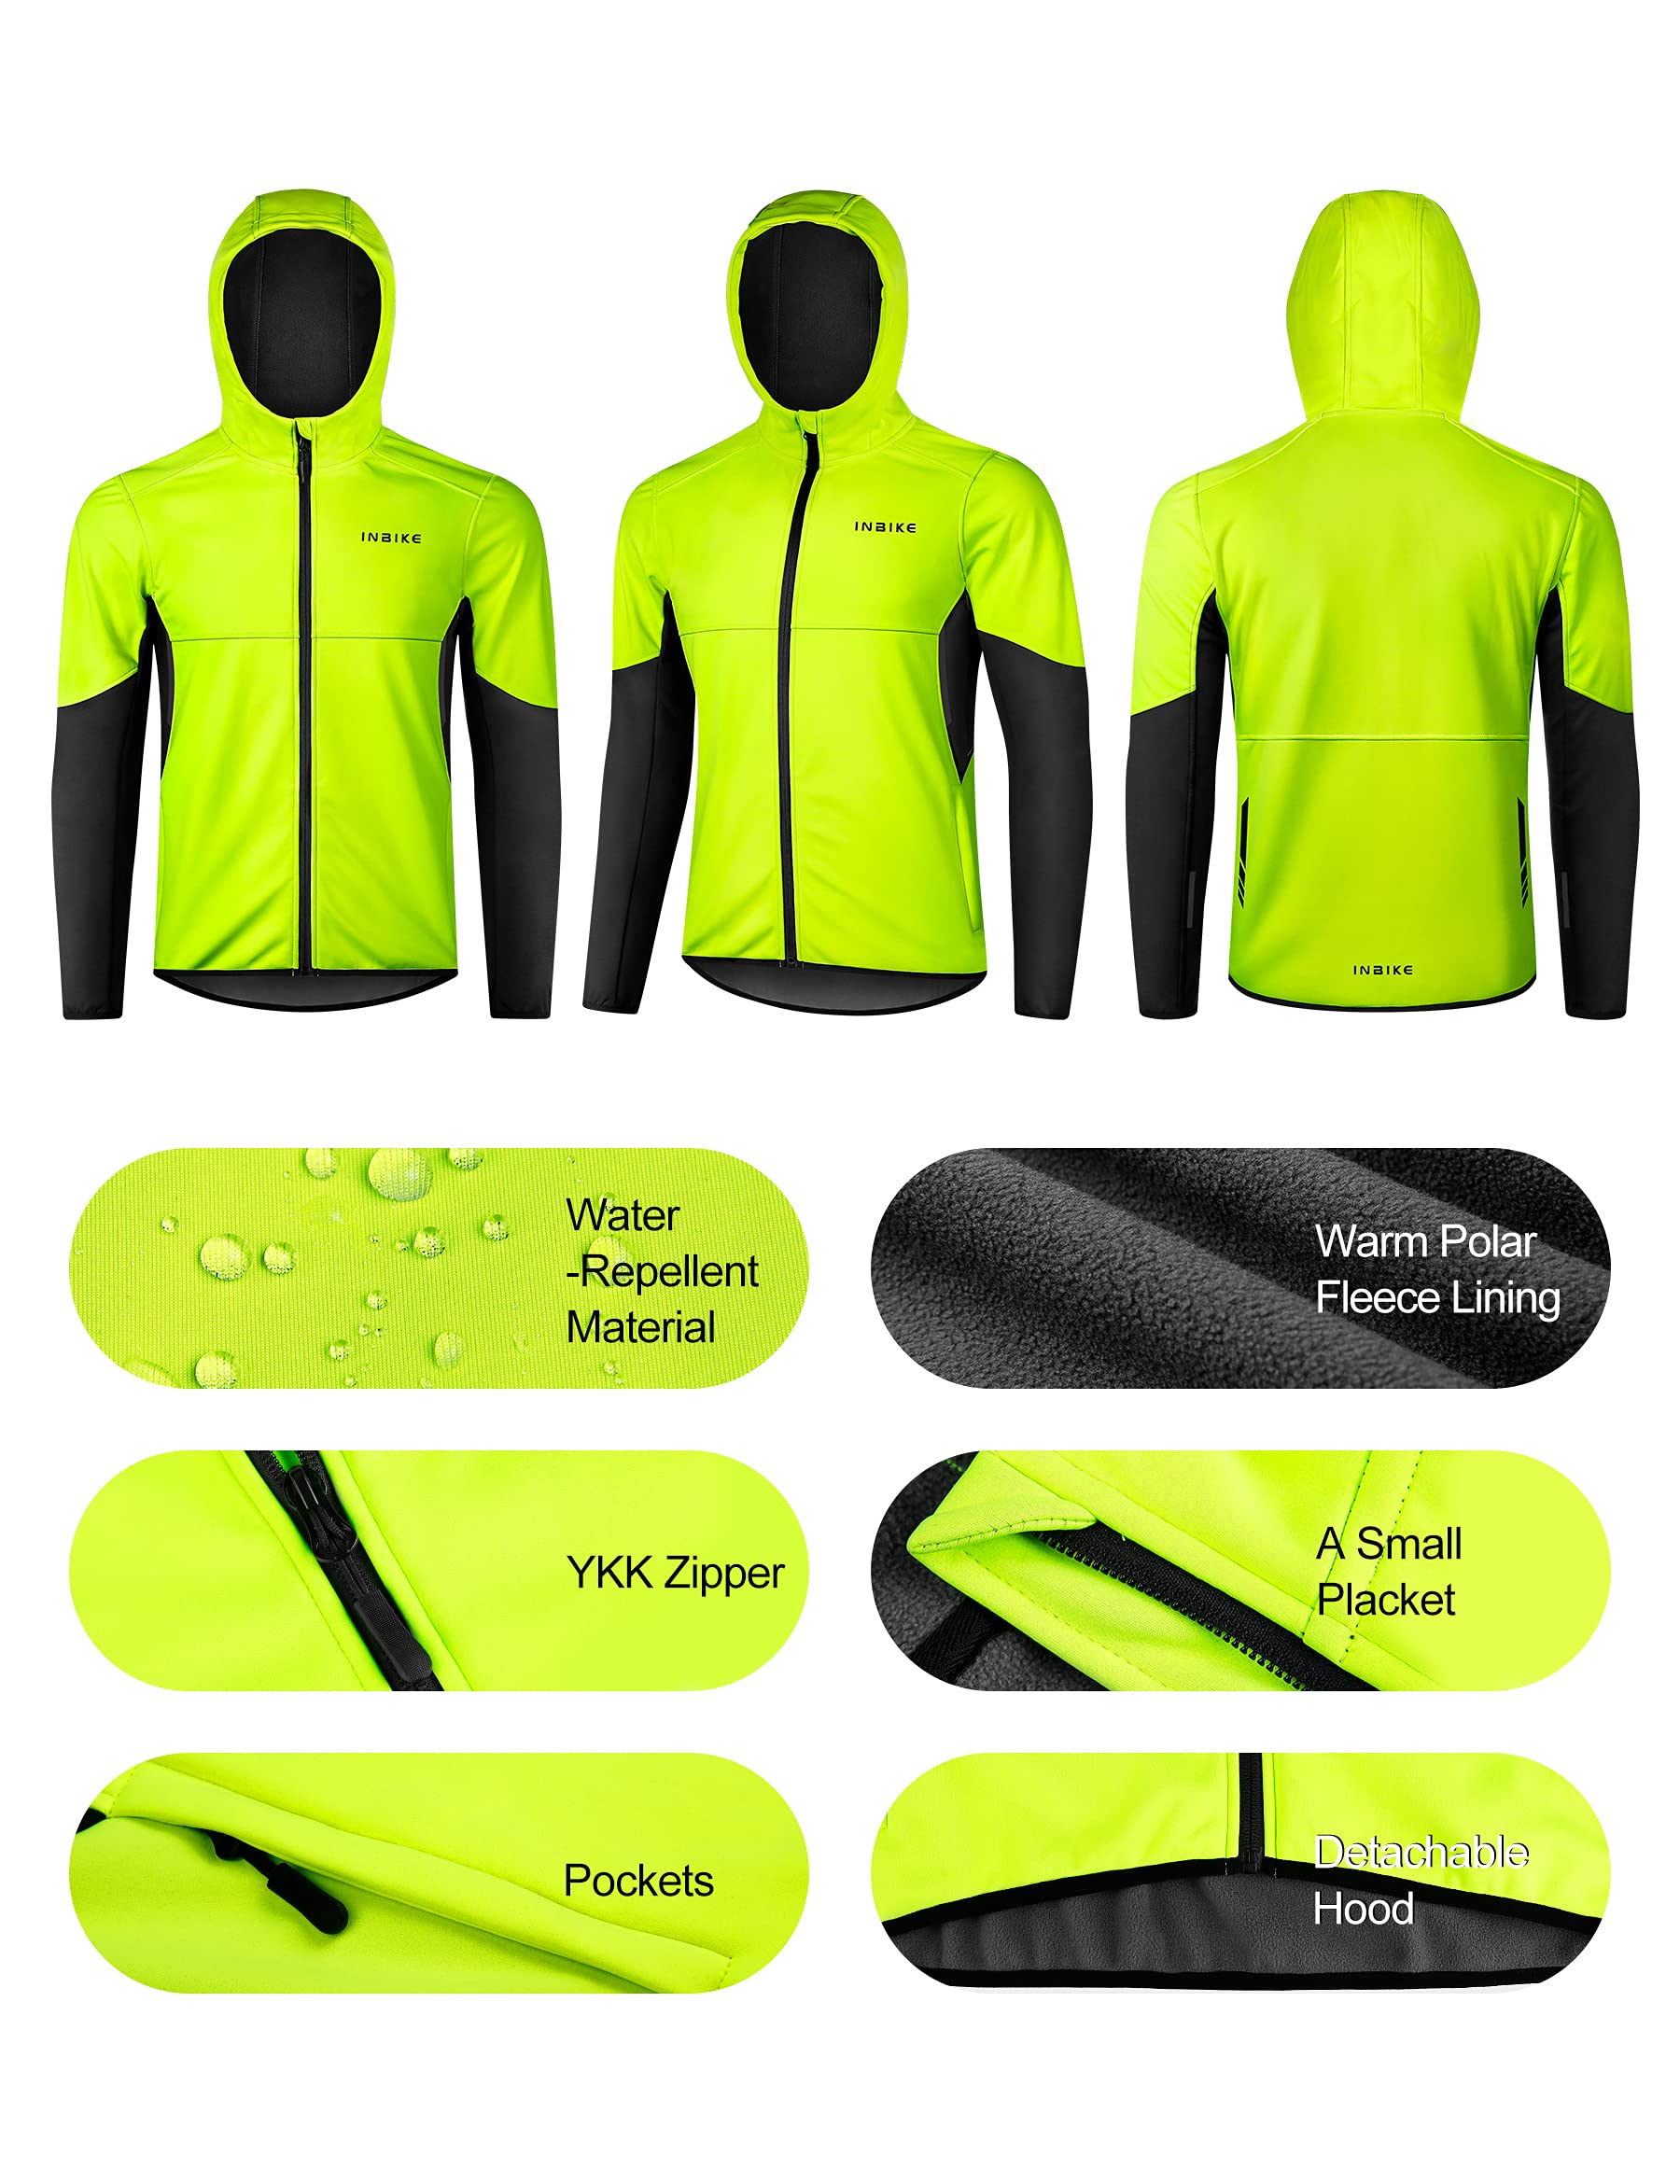 INBIKE
INBIKE
INBIKE
Water
-Repellent
Material
Warm Polar
Fleece Lining
YKK Zipper
A Small
Placket
Pockets
Detachable
Hood